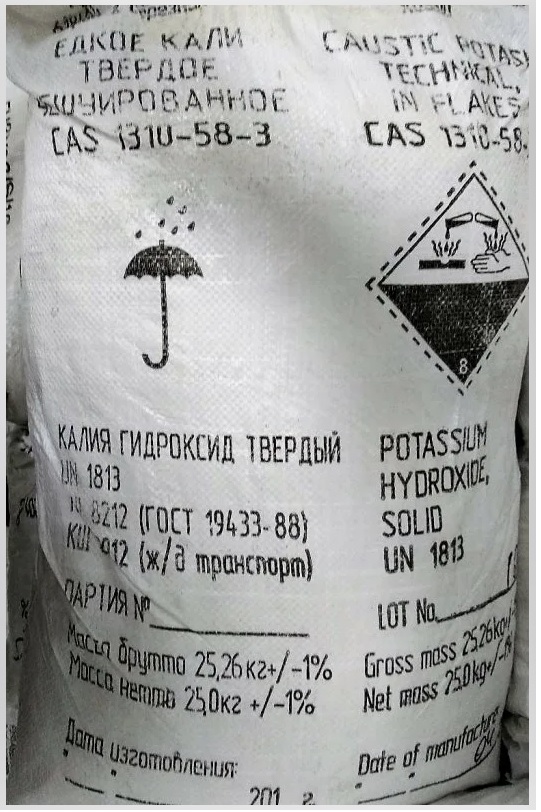 ЕДКОЕ КАЛИ
ТВЕРДОЕ
ЧЕШУИРОВАННОЕ
CAS 1310-58-3
CAUSTIC POTASH
TECHNICAL,
IN FLAKES
CAS 1310-58-
8
КАЛИЯ ГИДРОКСИД ТВЕРДЫЙ
UN 1813
8212 (ГОСТ 19433-88)
012 (ж/д транспорт)
ПАРТИЯ №
Масса брутто 25,26кг+/-1%
Масса нетто 25,0кг +/-1%
Дата изготовления:
201 г.
POTASSIUM
HYDROXIDE,
SOLID
UN 1813
LOT No.
Gross mass 25,26kg+/-
Net mass 25,0kg+/-1%
Date of manufacture